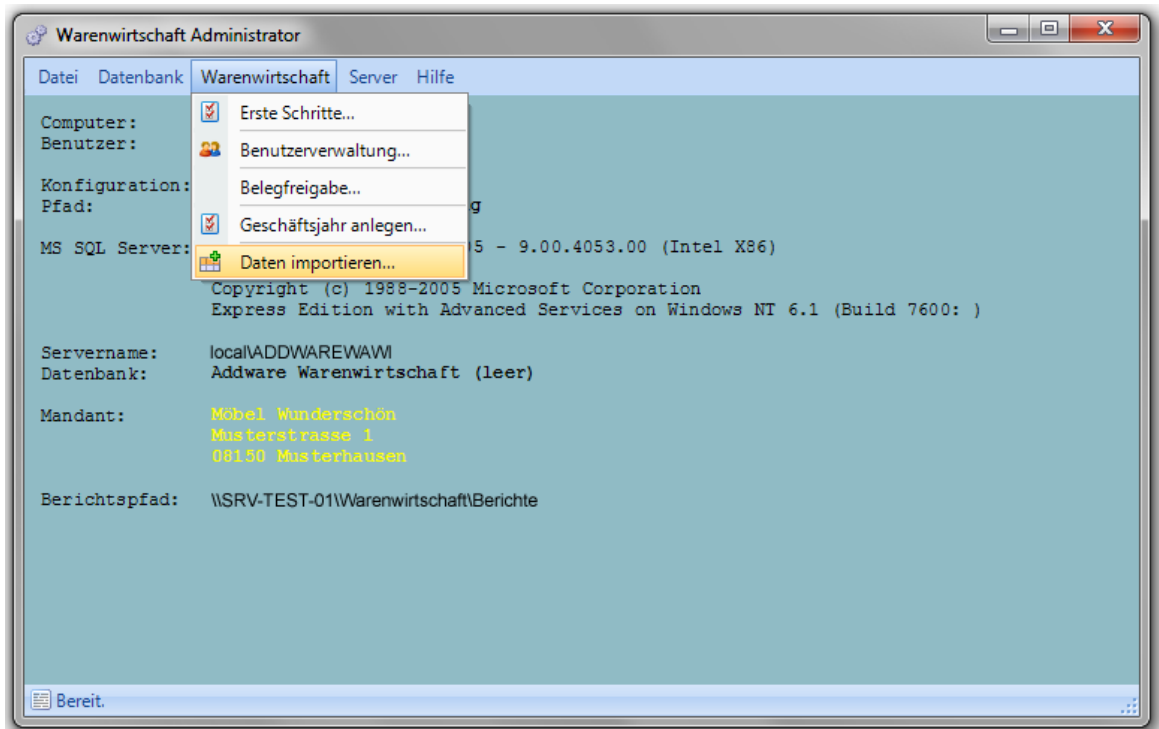 Warenwirtschaft Administrator
Datei Datenbank Warenwirtschaft Server Hilfe
Erste Schritte...
Benutzerverwaltung...
Belegfreigabe...
Geschäftsjahr anlegen...
Daten importieren...
Computer:
Benutzer:
Konfiguration:
Pfad: g
MS SQL Server: 5 - 9.00.4053.00 (Intel X86)
Copyright (c) 1988-2005 Microsoft Corporation
Express Edition with Advanced Services on Windows NT 6.1 (Build 7600: )
Servername: local\ADDWAREWAWI
Datenbank: Addware Warenwirtschaft (leer)
Mandant: Möbel Wunderschön
Musterstrasse 1
08150 Musterhausen
Berichtspfad: \\SRV-TEST-01\Warenwirtschaft\Berichte
Bereit.